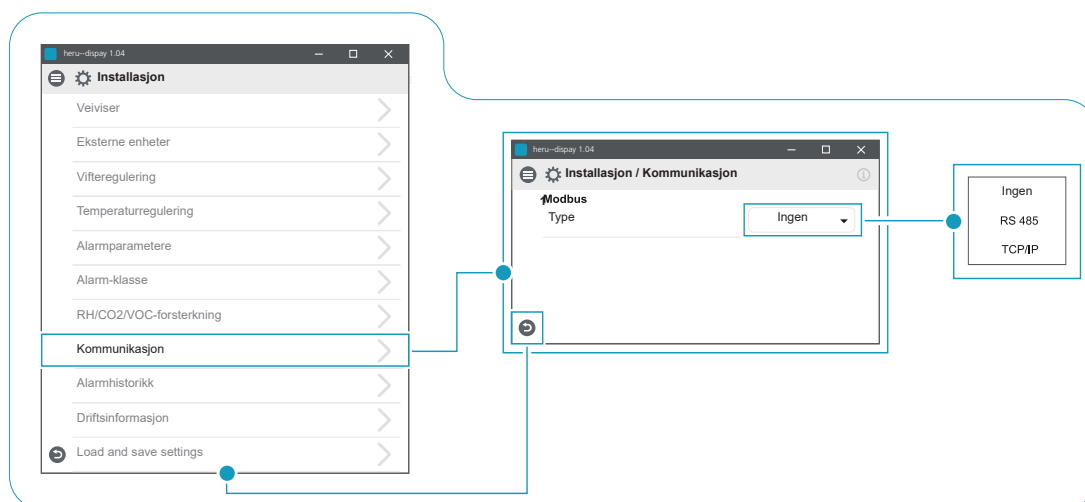 heru--dispay 1.04
Installasjon
Veiviser
Eksterne enheter
Vifteregulering
Temperaturregulering
Alarmparametere
Alarm-klasse
RH/CO2/VOC-forsterkning
Kommunikasjon
Alarmhistorikk
Driftsinformasjon
Load and save settings
heru--dispay 1.04
Installasjon / Kommunikasjon
Modbus
Type
Ingen
Ingen
RS 485
TCP/IP